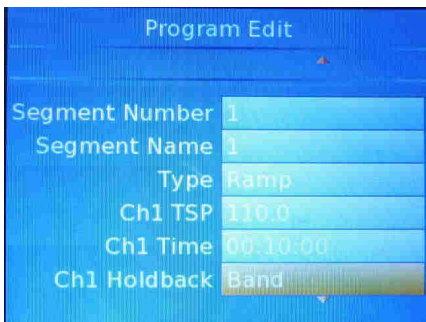 Program Edit
Segment Number 1
Segment Name 1
Type Ramp
Ch1 TSP 110.0
Ch1 Time 00:10:00
Ch1 Holdback Band